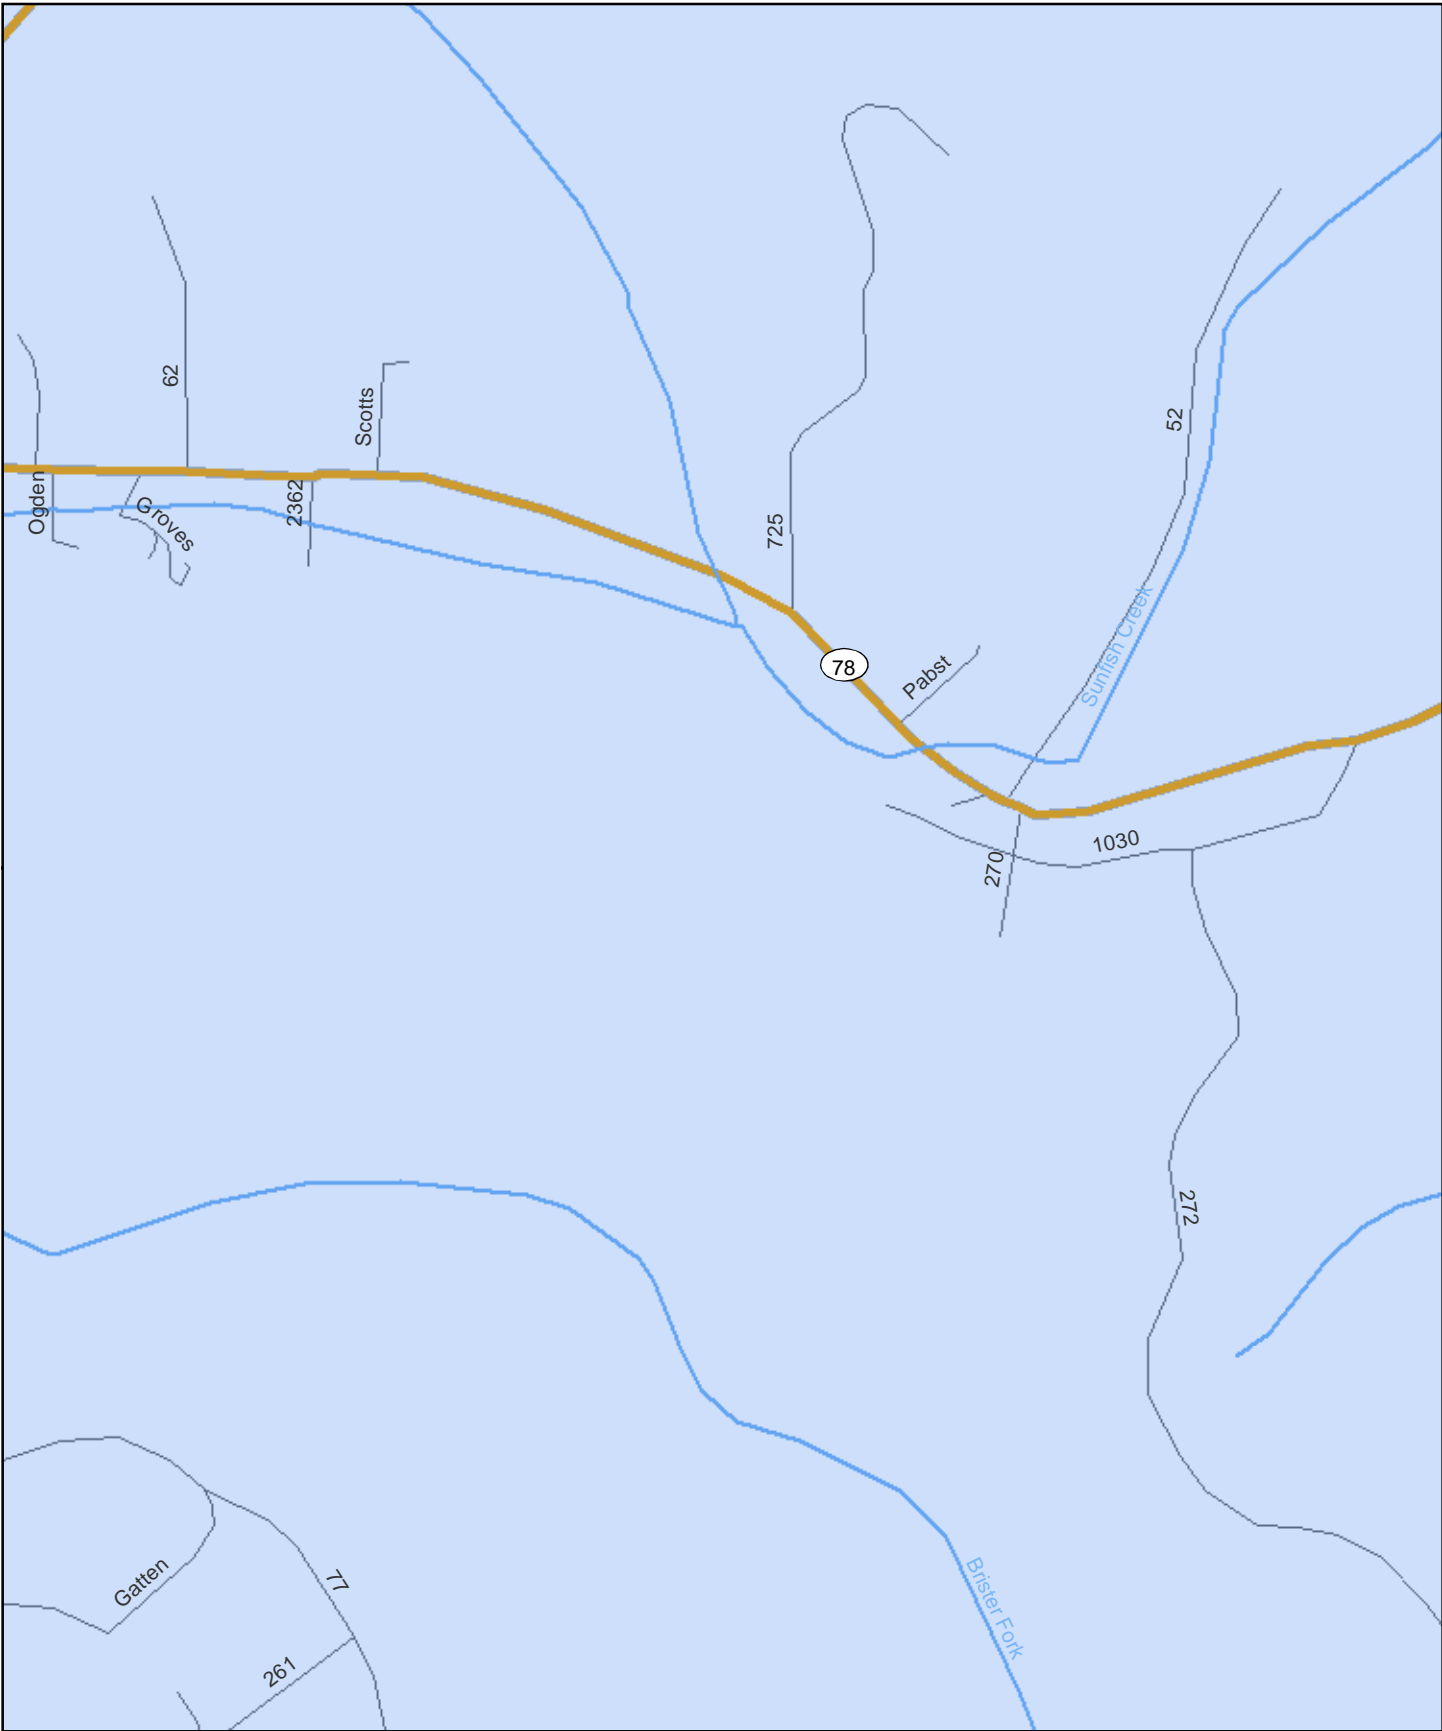 62
Scotts
52
Ogden
Groves
2362
725
Sunfish Creek
78
Pabst
1030
270
272
Gatten
77
Brister Fork
261